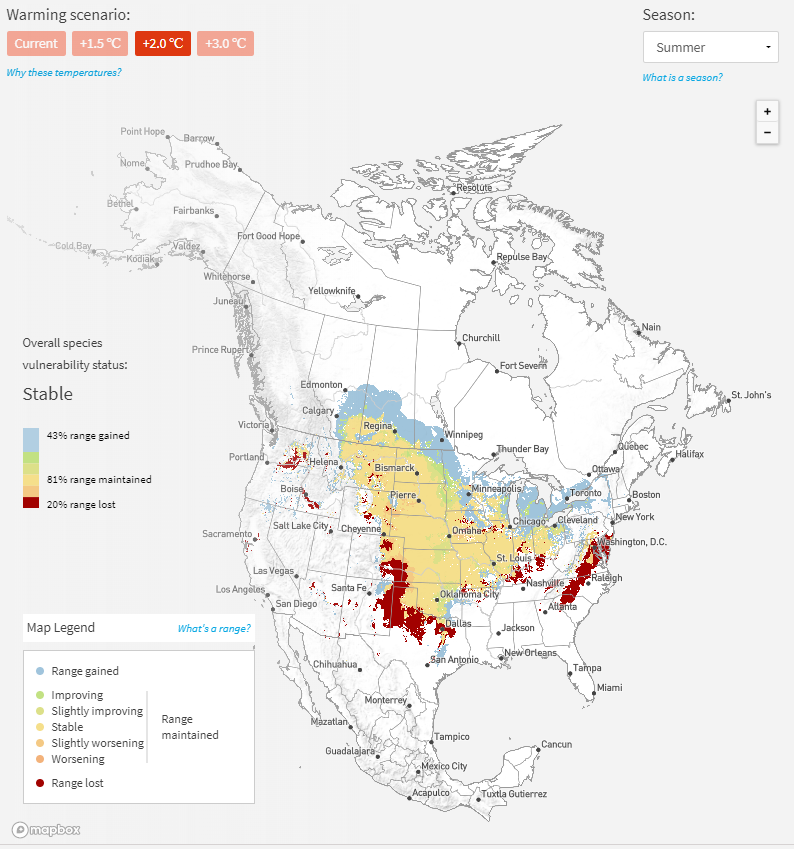 Warming scenario:
Season:
Current
+1.5 °C
+2.0 °C
+3.0 °C
Summer
Why these temperatures?
What is a season?
+
−
Point Hope
Barrow
Nome
Prudhoe Bay
Resolute
Bethel
Fairbanks
Fort Good Hope
Cold Bay
Valdez
Kodiak
Repulse Bay
Whitehorse
Yellowknife
Juneau
Nain
Churchill
Prince Rupert
Fort Severn
Overall species
vulnerability status:
Stable
Edmonton
St. John's
Calgary
Victoria
Regina
Winnipeg
43% range gained
Québec
Thunder Bay
Halifax
Portland
Helena
Bismarck
Ottawa
81% range maintained
Boise
Pierre
Minneapolis
Toronto
Boston
20% range lost
Salt Lake City
Cheyenne
Chicago
Cleveland
New York
Sacramento
Omaha
Washington, D.C.
St. Louis
Las Vegas
Raleigh
Nashville
Los Angeles
Santa Fe
Oklahoma City
San Diego
Atlanta
Map Legend
What's a range?
Dallas
Jackson
New Orleans
San Antonio
Chihuahua
Tampa
Miami
Range gained
Improving
Slightly improving
Stable
Slightly worsening
Worsening
Range
maintained
Range lost
Monterrey
Mazatlan
Tampico
Cancun
Guadalajara
Mexico City
Acapulco
Tuxtla Gutierrez
mapbox